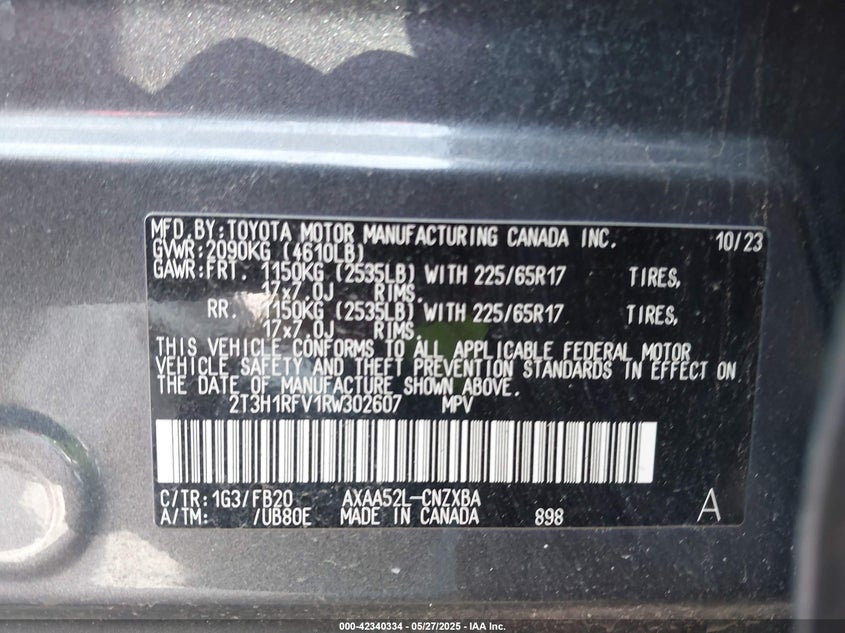 MFD.BY:TOYOTA MOTOR MANUFACTURING CANADA INC. 10/23
GVWR:2090KG (4610LB)
GAWR:FRT. 1150KG (2535LB) WITH 225/65R17 TIRES,
17x7.0J RIMS.
RR. 1150KG (2535LB) WITH 225/65R17 TIRES,
17x7.0J RIMS.
THIS VEHICLE CONFORMS TO ALL APPLICABLE FEDERAL MOTOR
VEHICLE SAFETY AND THEFT PREVENTION STANDARDS IN EFFECT ON
THE DATE OF MANUFACTURE SHOWN ABOVE.
2T3H1RFV1RW302607 MPV
C/TR:1G3/FB20 AXAA52L-CNZXBA
A/TM: /UB80E MADE IN CANADA 898 A
000-42340334 — 05/27/2025 — IAA Inc.